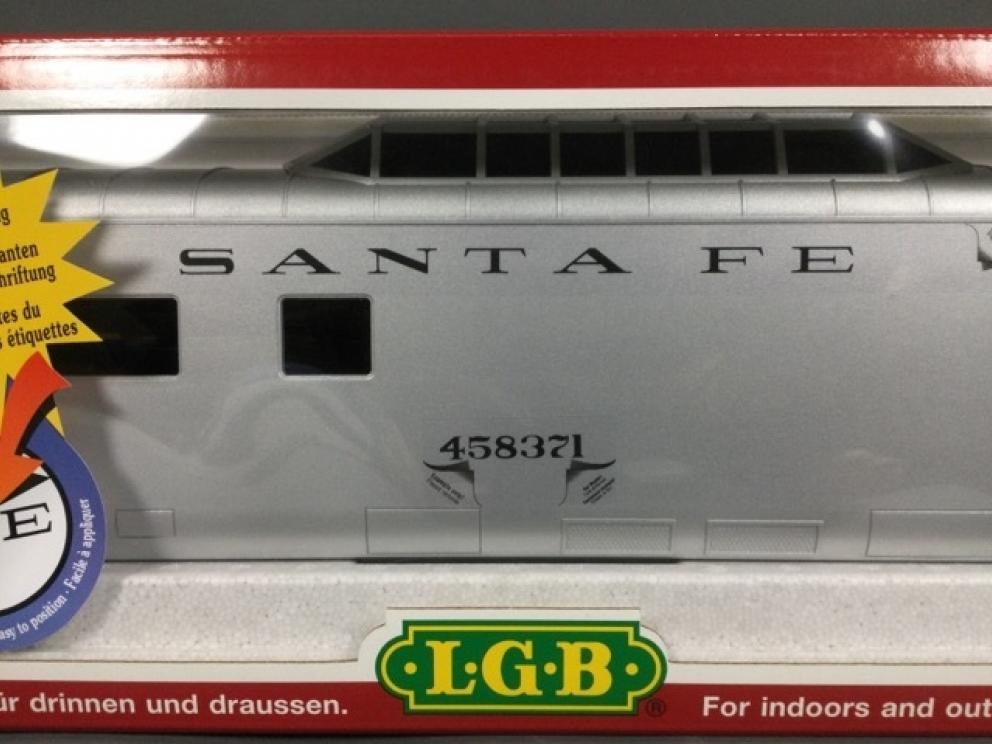 SANTA FE
g
anten
hriftung
es du
s étiquettes
458371
E
asy to position · Facile à appliquer
L·G·B
®
ür drinnen und draussen.
For indoors and out